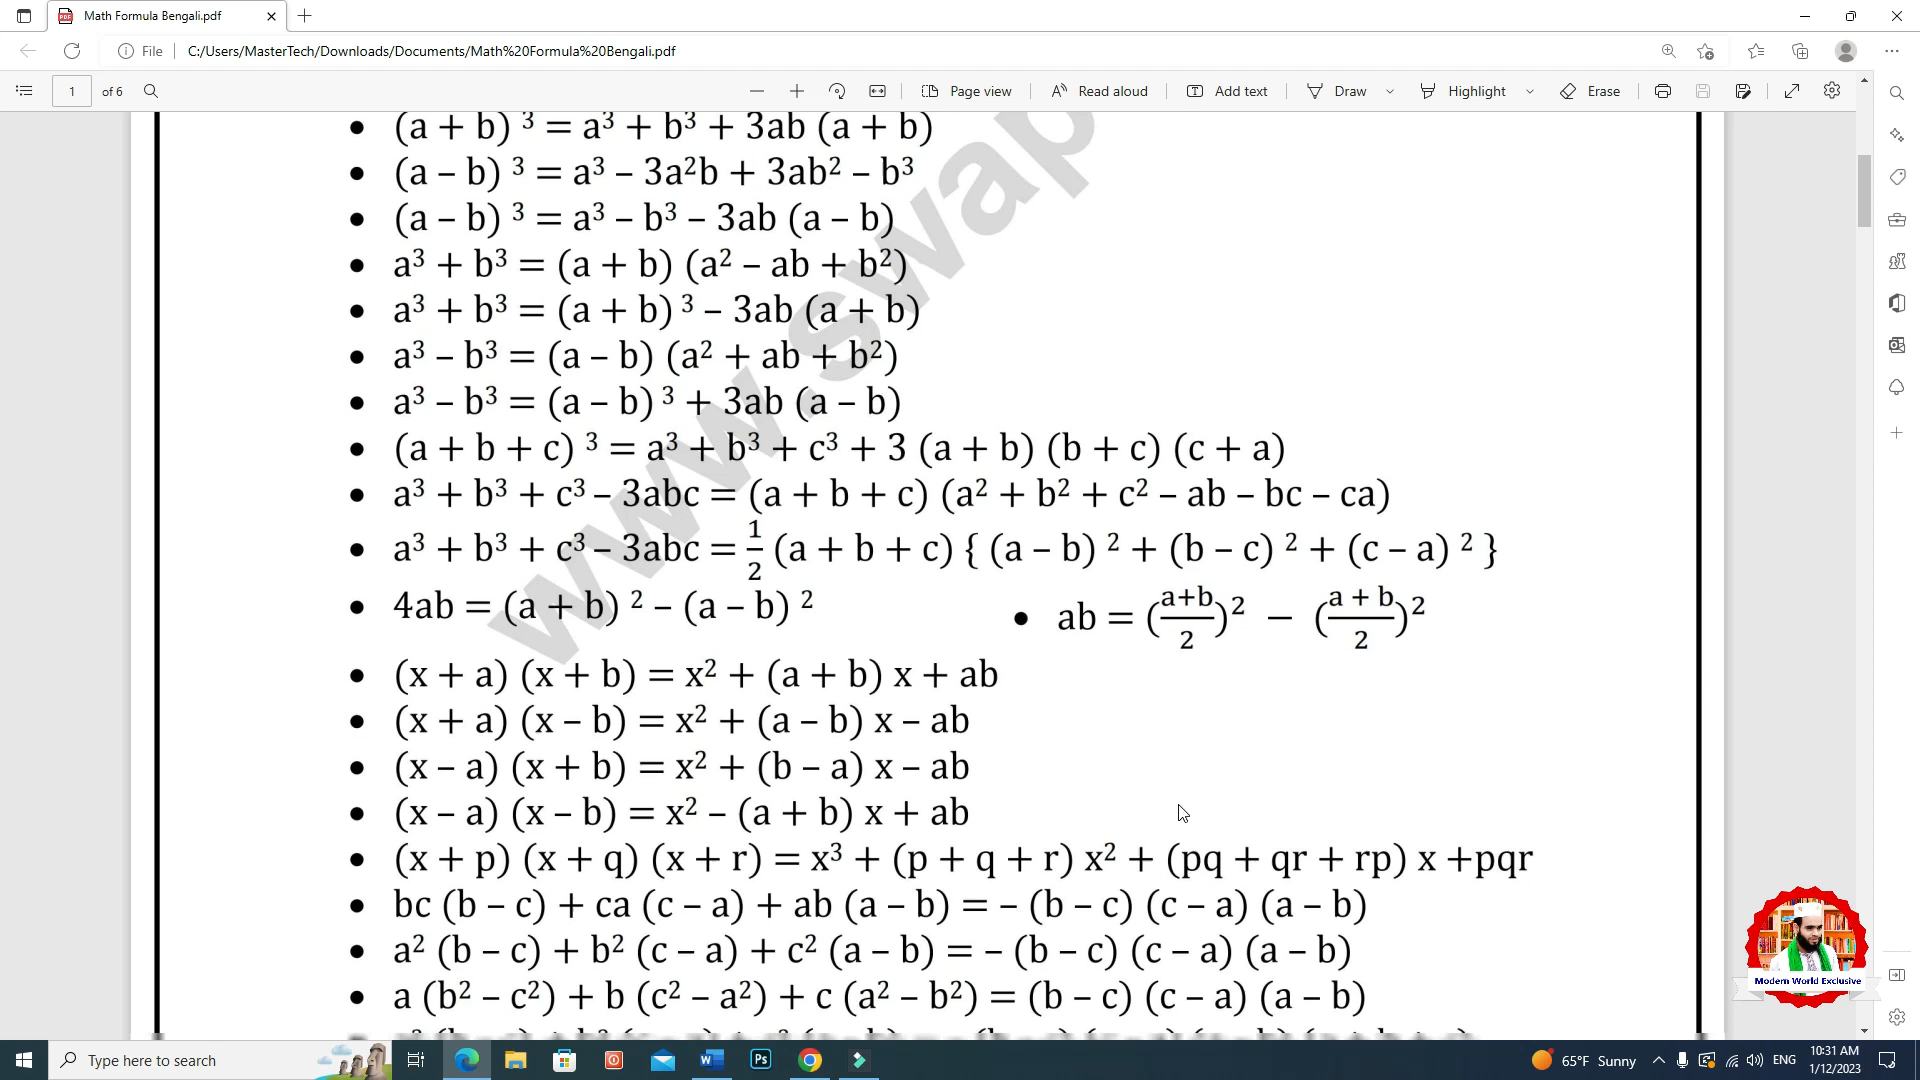 Math Formula Bengali.pdf
File
C:/Users/MasterTech/Downloads/Documents/Math%20Formula%20Bengali.pdf
1 of 6
Page view
Read aloud
Add text
Draw
Highlight
Erase
• (a + b) ³ = a³ + b³ + 3ab (a + b)
• (a – b) ³ = a³ – 3a²b + 3ab² – b³
• (a – b) ³ = a³ – b³ – 3ab (a – b)
• a³ + b³ = (a + b) (a² – ab + b²)
• a³ + b³ = (a + b) ³ – 3ab (a + b)
• a³ – b³ = (a – b) (a² + ab + b²)
• a³ – b³ = (a – b) ³ + 3ab (a – b)
• (a + b + c) ³ = a³ + b³ + c³ + 3 (a + b) (b + c) (c + a)
• a³ + b³ + c³ – 3abc = (a + b + c) (a² + b² + c² – ab – bc – ca)
• a³ + b³ + c³ – 3abc = 1/2 (a + b + c) { (a – b) ² + (b – c) ² + (c – a) ² }
• 4ab = (a + b) ² – (a – b) ² • ab = (a+b/2)² − (a + b/2)²
• (x + a) (x + b) = x² + (a + b) x + ab
• (x + a) (x – b) = x² + (a – b) x – ab
• (x – a) (x + b) = x² + (b – a) x – ab
• (x – a) (x – b) = x² – (a + b) x + ab
• (x + p) (x + q) (x + r) = x³ + (p + q + r) x² + (pq + qr + rp) x +pqr
• bc (b – c) + ca (c – a) + ab (a – b) = – (b – c) (c – a) (a – b)
• a² (b – c) + b² (c – a) + c² (a – b) = – (b – c) (c – a) (a – b)
• a (b² – c²) + b (c² – a²) + c (a² – b²) = (b – c) (c – a) (a – b)
www.swap
Modern World Exclusive
Type here to search
65°F Sunny
ENG
10:31 AM
1/12/2023